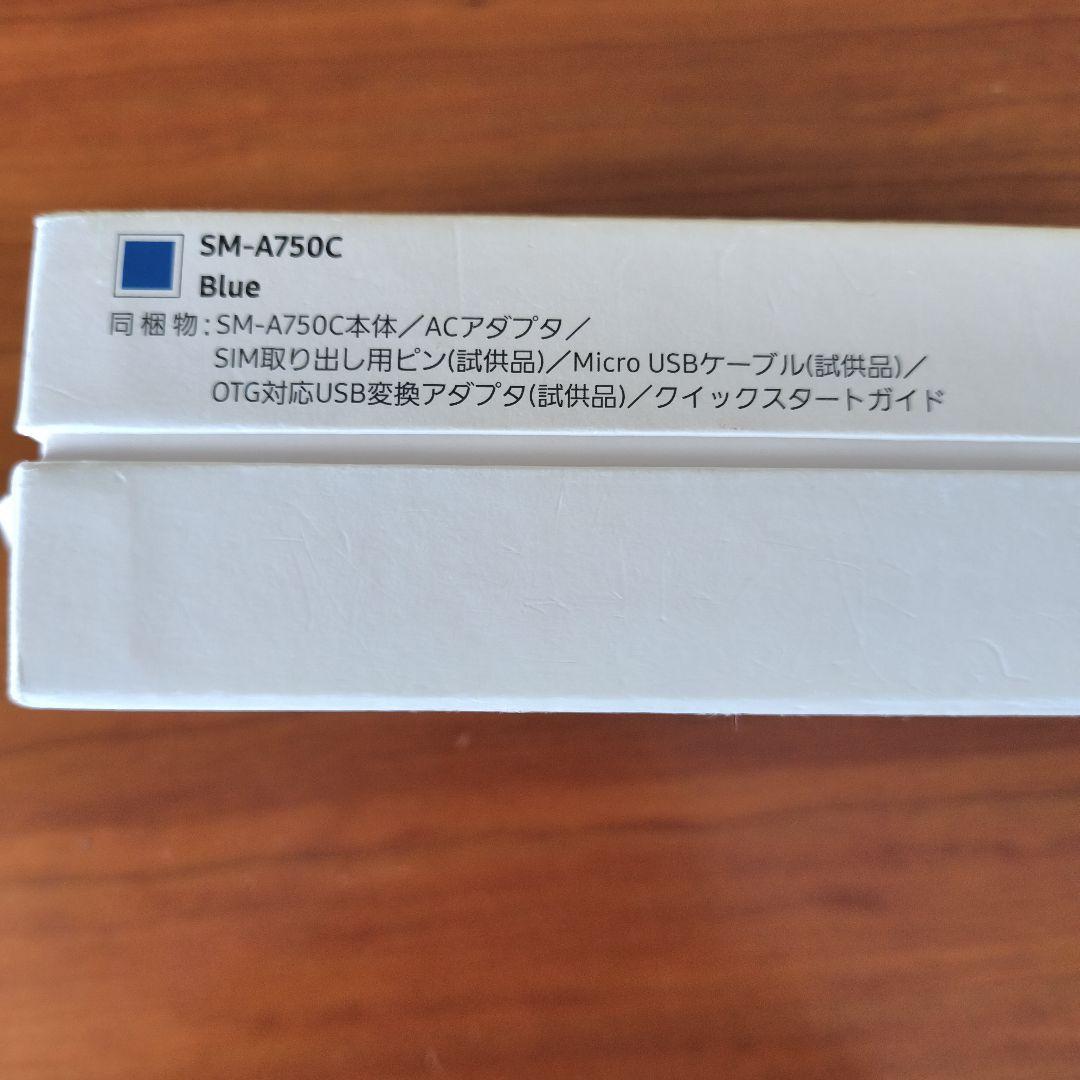 SM-A750C
Blue
同梱物:SM-A750C本体／ACアダプタ／
SIM取り出し用ピン(試供品)／Micro USBケーブル(試供品)／
OTG対応USB変換アダプタ(試供品)／クイックスタートガイド